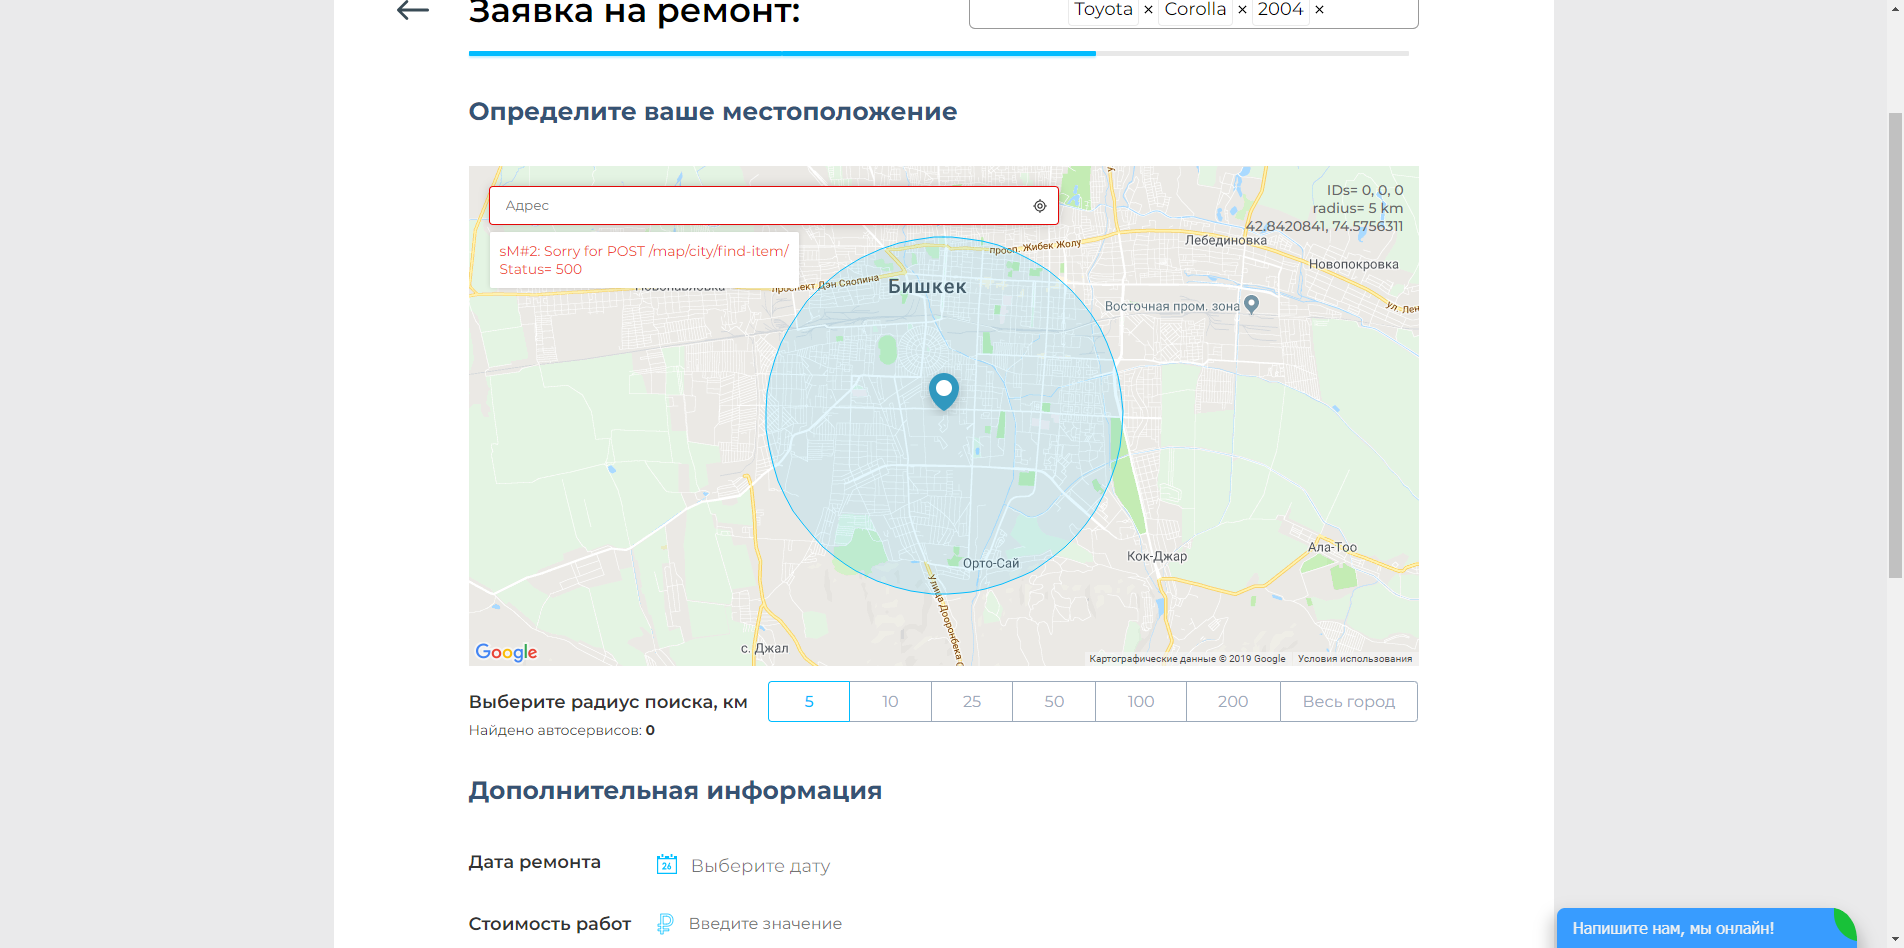 Заявка на ремонт:
Toyota × Corolla × 2004 ×
Определите ваше местоположение
Адрес
IDs= 0, 0, 0
radius= 5 km
42.8420841, 74.5756311
sM#2: Sorry for POST /map/city/find-item/
Status= 500
просп. Жибек Жолу
Лебединовка
Новопокровка
Новопавловка
проспект Дэн Сяопина
Бишкек
Восточная пром. зона
ул. Лен
Орто-Сай
Кок-Джар
Ала-Тоо
Улица Дооронбека С
с. Джал
Google
Картографические данные © 2019 Google
Условия использования
Выберите радиус поиска, км
5 10 25 50 100 200 Весь город
Найдено автосервисов: 0
Дополнительная информация
Дата ремонта
26
Выберите дату
Стоимость работ
Введите значение
Напишите нам, мы онлайн!